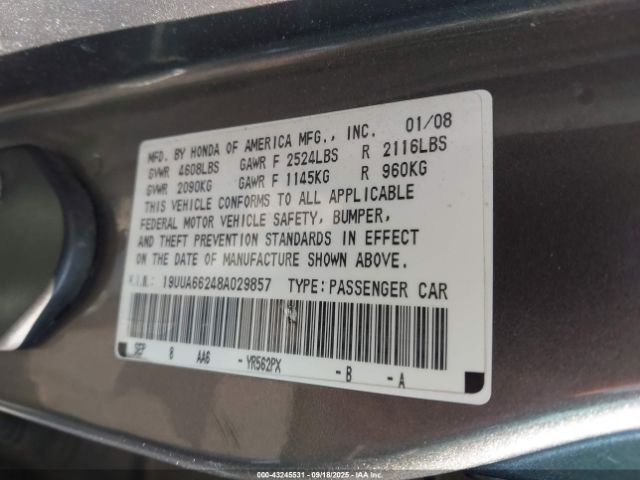 MFD. BY HONDA OF AMERICA MFG., INC. 01/08
GVWR 4608LBS GAWR F 2524LBS R 2116LBS
GVWR 2090KG GAWR F 1145KG R 960KG
THIS VEHICLE CONFORMS TO ALL APPLICABLE
FEDERAL MOTOR VEHICLE SAFETY, BUMPER,
AND THEFT PREVENTION STANDARDS IN EFFECT
ON THE DATE OF MANUFACTURE SHOWN ABOVE.
V.I.N.: 19UUA66248A029857 TYPE:PASSENGER CAR
SEP 8 AA6 -YR562PX -B -A
00-43245531 - 09/18/2025 - IAA Inc.